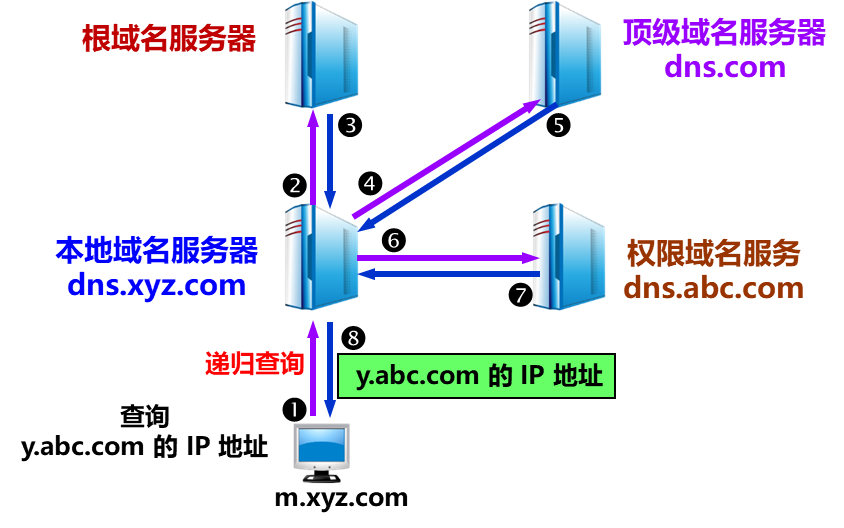 根域名服务器
顶级域名服务器
dns.com
❸
❺
❷
❹
本地域名服务器
dns.xyz.com
❻
权限域名服务
dns.abc.com
❼
❽
递归查询
y.abc.com 的 IP 地址
❶
查询
y.abc.com 的 IP 地址
m.xyz.com